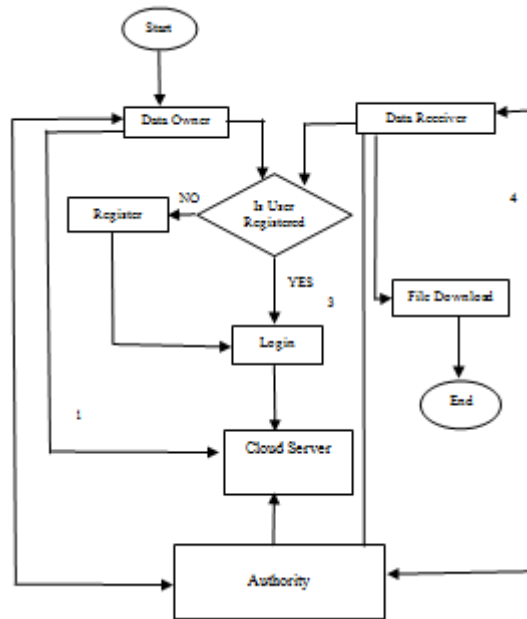 Start
Data Owner
Data Receiver
Is User
Registered
NO
Register
4
YES
3
File Download
Login
End
1
Cloud Server
Authority